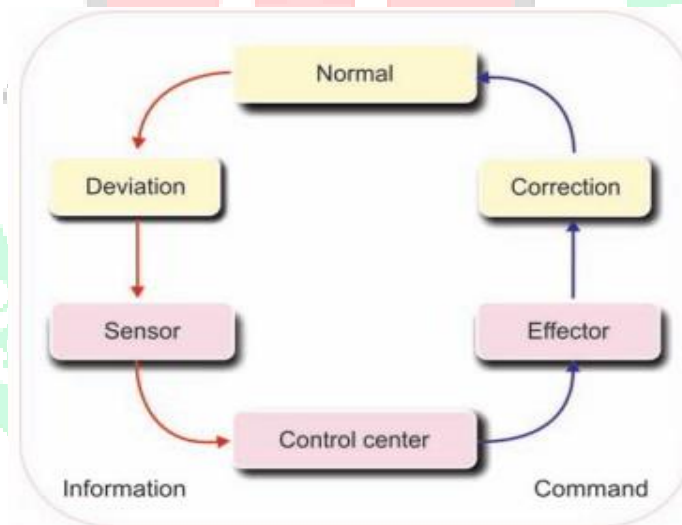 Normal
Deviation
Correction
Sensor
Effector
Control center
Information
Command